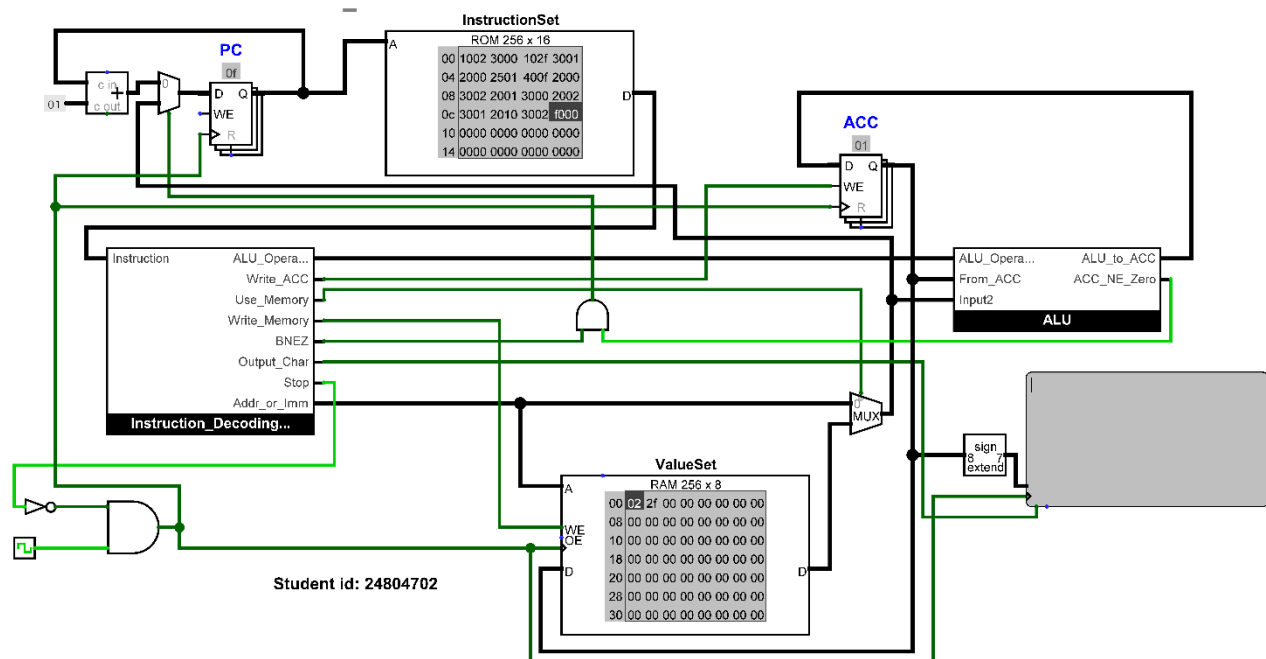 InstructionSet
ROM 256 x 16
A
00 1002 3000 102f 3001
04 2000 2501 400f 2000
08 3002 2001 3000 2002
0c 3001 2010 3002 f000
10 0000 0000 0000 0000
14 0000 0000 0000 0000
D
PC
0f
D Q
WE
R
c in
+
c out
01
0
ACC
01
D Q
WE
R
Instruction
ALU_Opera...
Write_ACC
Use_Memory
Write_Memory
BNEZ
Output_Char
Stop
Addr_or_Imm
Instruction_Decoding...
ALU_Opera... ALU_to_ACC
From_ACC ACC_NE_Zero
Input2
ALU
0
MUX
sign
8 7
extend
ValueSet
RAM 256 x 8
A
00 02 2f 00 00 00 00 00 00
08 00 00 00 00 00 00 00 00
10 00 00 00 00 00 00 00 00
18 00 00 00 00 00 00 00 00
20 00 00 00 00 00 00 00 00
28 00 00 00 00 00 00 00 00
30 00 00 00 00 00 00 00 00
WE
OE
D D
Student id: 24804702